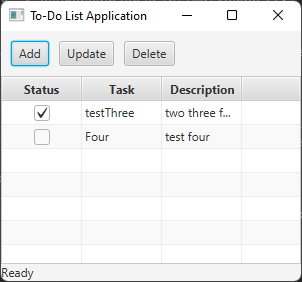 To-Do List Application
Add Update Delete
Status Task Description
testThree two three f...
Four test four
Ready